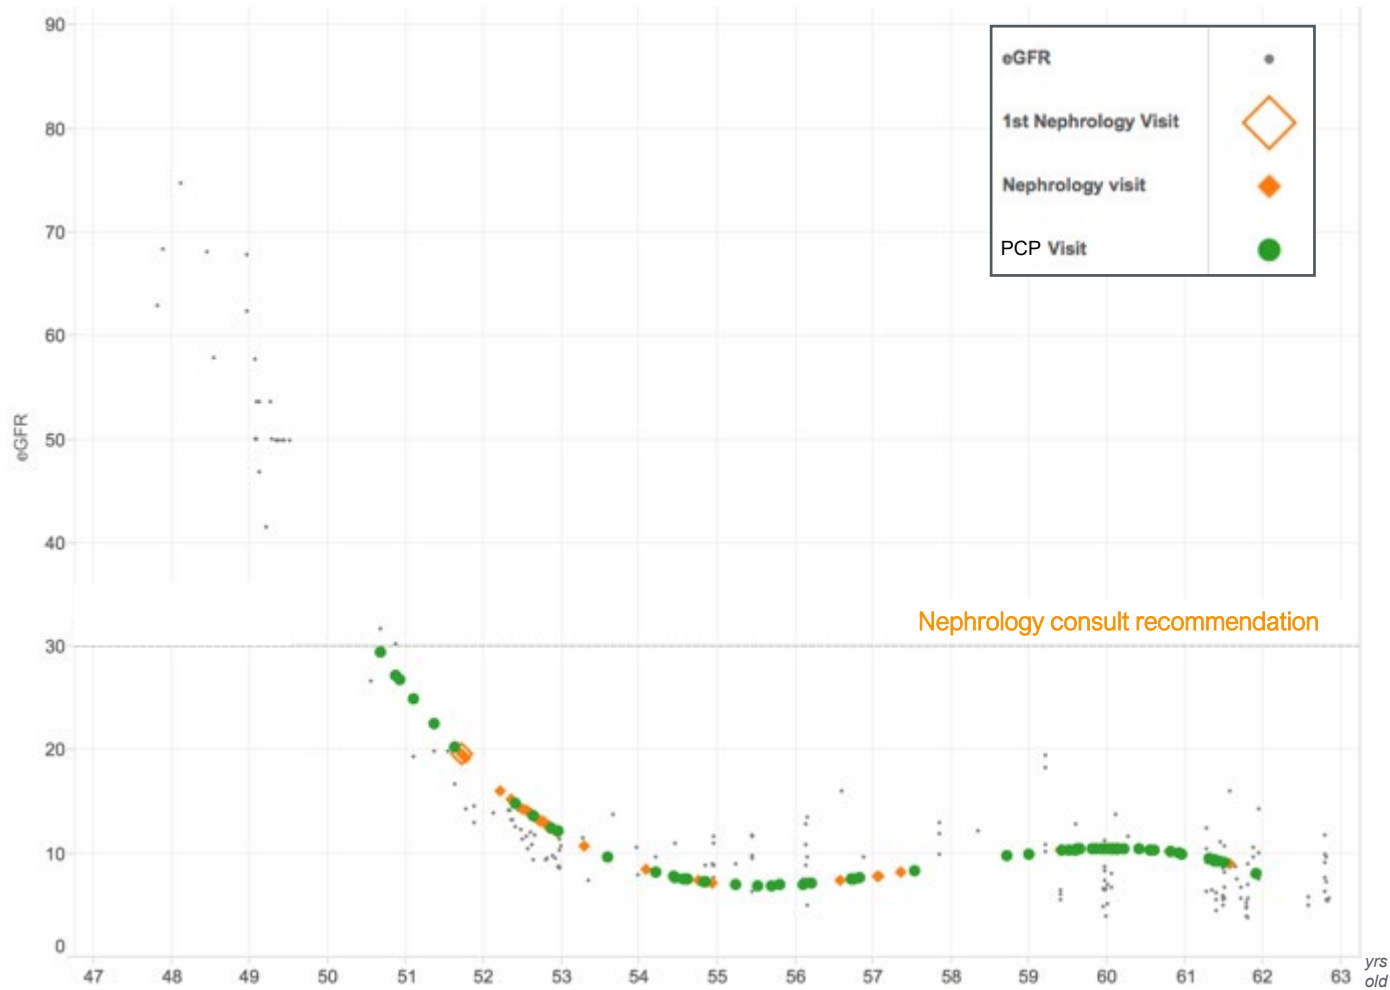 90
80
70
60
50
40
30
20
10
0
eGFR
eGFR
1st Nephrology Visit
Nephrology visit
PCP Visit
Nephrology consult recommendation
47 48 49 50 51 52 53 54 55 56 57 58 59 60 61 62 63
yrs
old